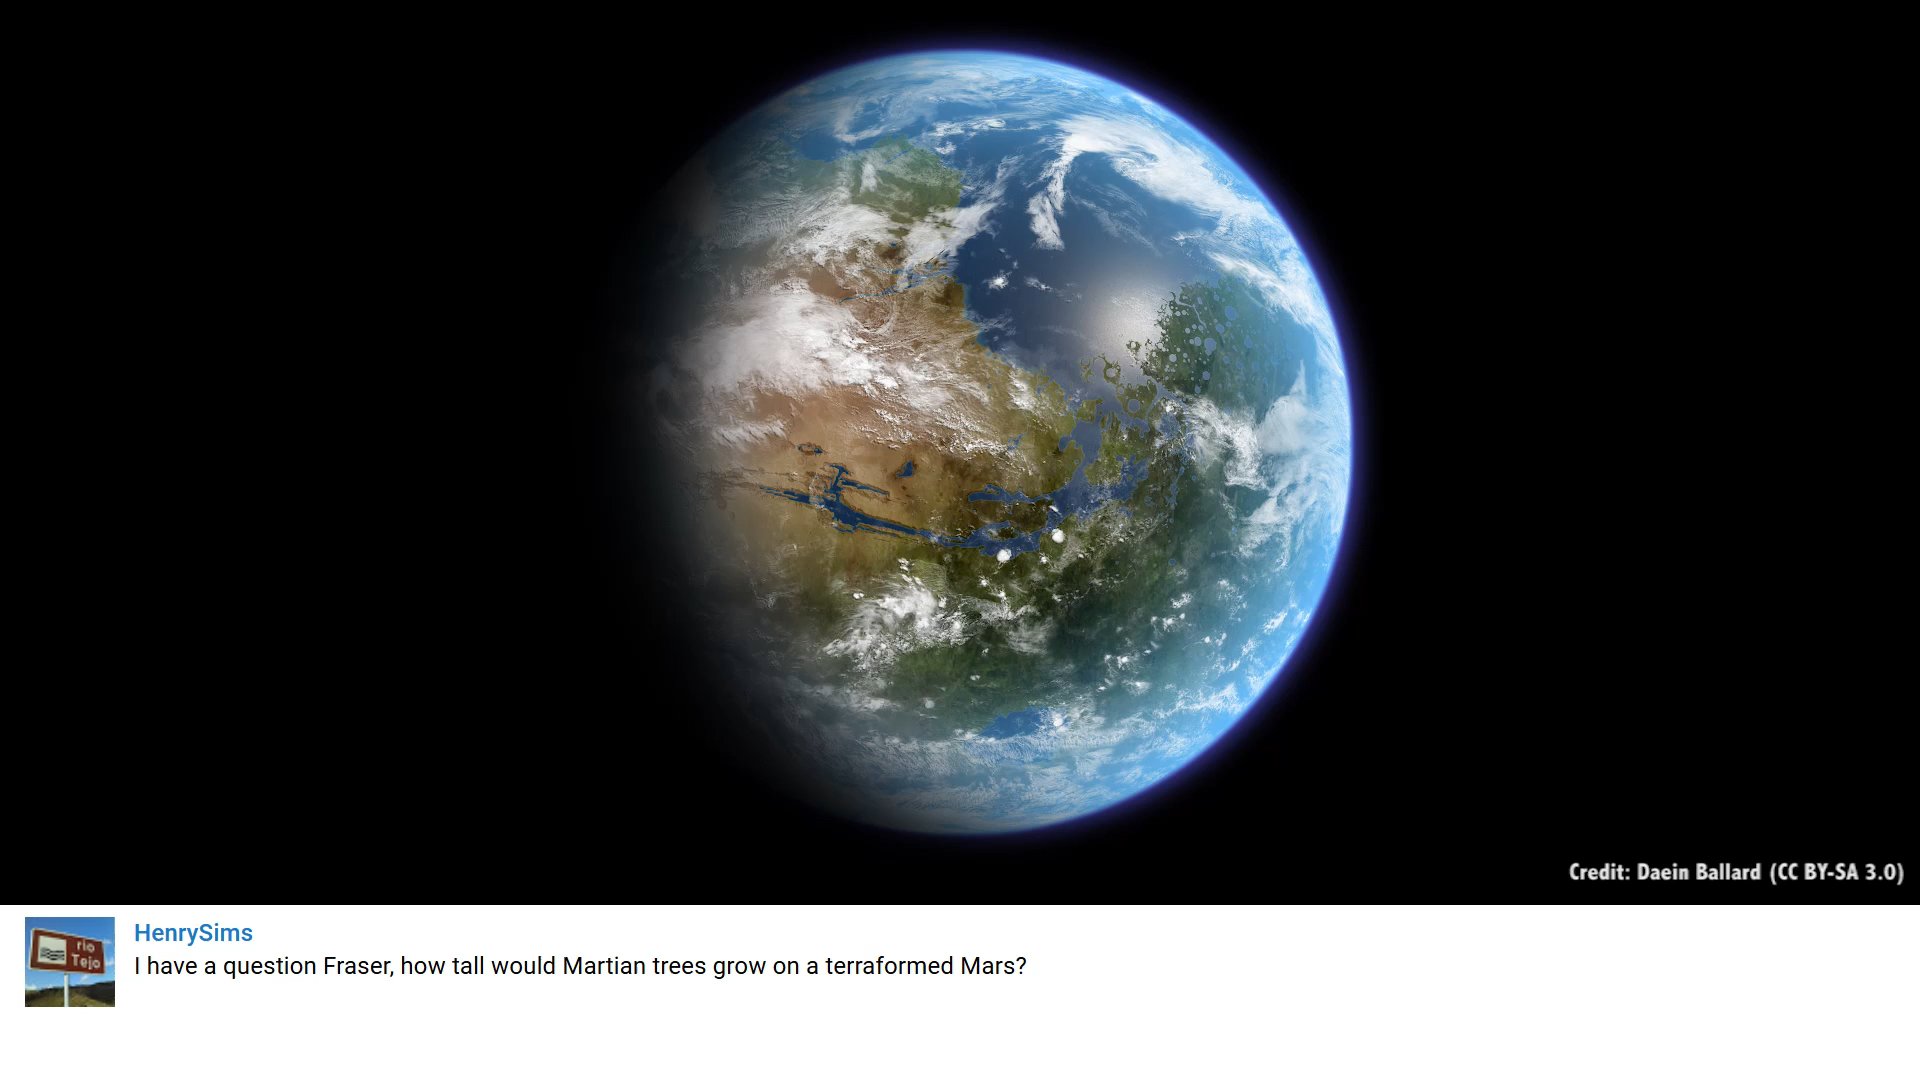 Credit: Daein Ballard (CC BY-SA 3.0)
rio
Tejo
HenrySims
I have a question Fraser, how tall would Martian trees grow on a terraformed Mars?